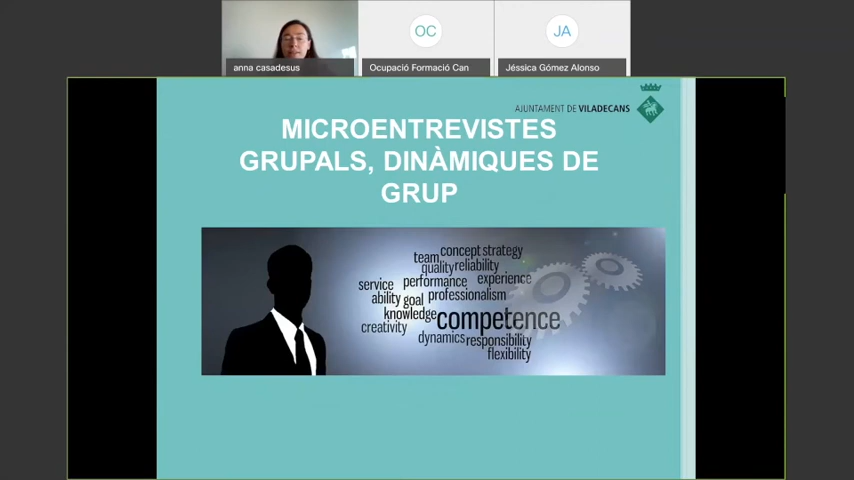 OC
JA
anna casadesus
Ocupació Formació Can
Jéssica Gómez Alonso
AJUNTAMENT DE VILADECANS
MICROENTREVISTES
GRUPALS, DINÀMIQUES DE
GRUP
concept strategy
team
quality reliability
service performance experience
ability goal professionalism
knowledge
competence
creativity
dynamics responsibility
flexibility